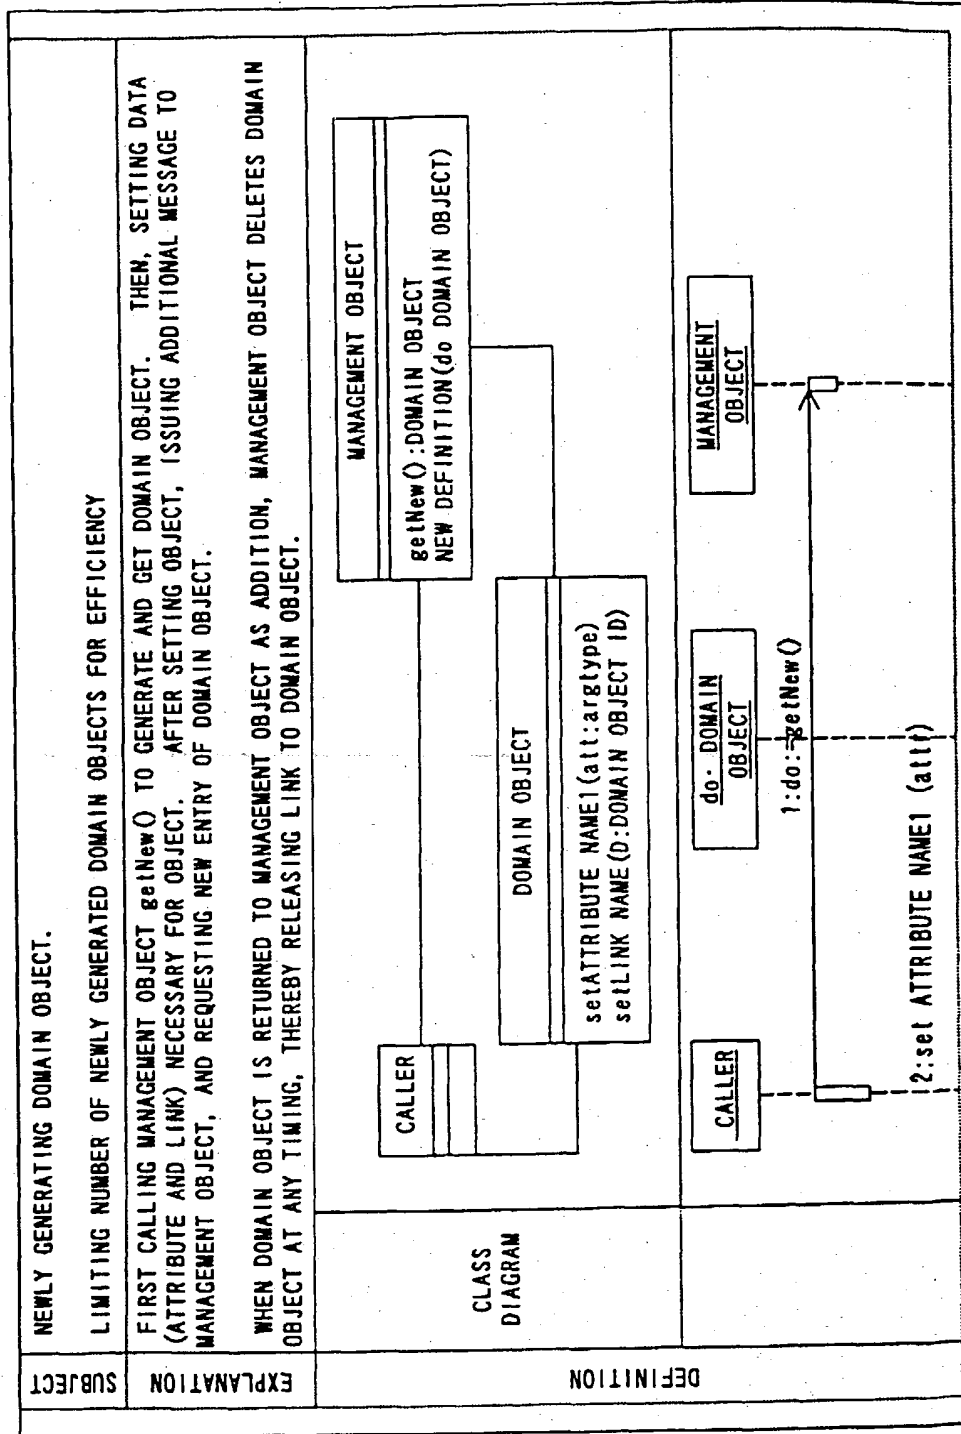 SUBJECT
NEWLY GENERATING DOMAIN OBJECT.
LIMITING NUMBER OF NEWLY GENERATED DOMAIN OBJECTS FOR EFFICIENCY
EXPLANATION
FIRST CALLING MANAGEMENT OBJECT getNew() TO GENERATE AND GET DOMAIN OBJECT. THEN, SETTING DATA
(ATTRIBUTE AND LINK) NECESSARY FOR OBJECT. AFTER SETTING OBJECT, ISSUING ADDITIONAL MESSAGE TO
MANAGEMENT OBJECT, AND REQUESTING NEW ENTRY OF DOMAIN OBJECT.
WHEN DOMAIN OBJECT IS RETURNED TO MANAGEMENT OBJECT AS ADDITION, MANAGEMENT OBJECT DELETES DOMAIN
OBJECT AT ANY TIMING, THEREBY RELEASING LINK TO DOMAIN OBJECT.
DEFINITION
CLASS
DIAGRAM
CALLER
MANAGEMENT OBJECT
getNew():DOMAIN OBJECT
NEW DEFINITION(do DOMAIN OBJECT)
DOMAIN OBJECT
setATTRIBUTE NAME1(att:argtype)
setLINK NAME(D:DOMAIN OBJECT ID)
CALLER
do· DOMAIN
OBJECT
MANAGEMENT
OBJECT
1:do:=getNew()
2:set ATTRIBUTE NAME1 (att)